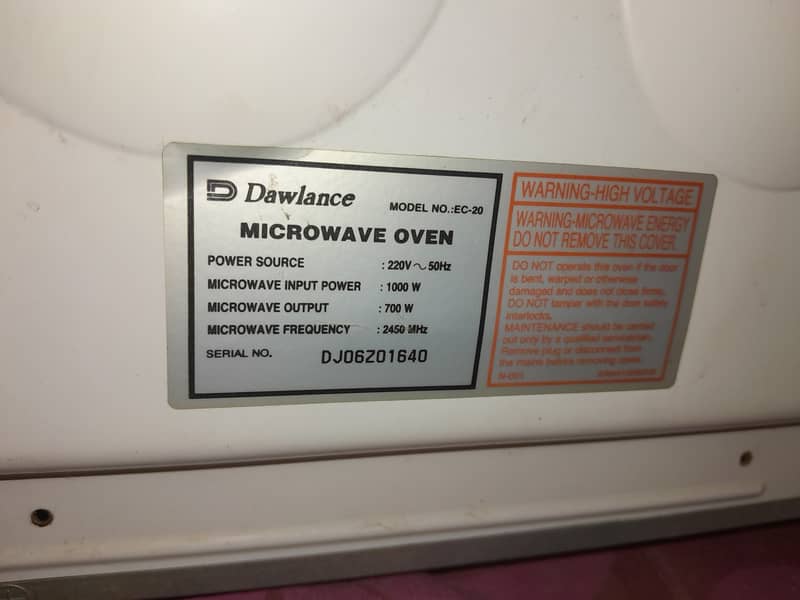 Dawlance MODEL NO.:EC-20
MICROWAVE OVEN
POWER SOURCE : 220V ~ 50Hz
MICROWAVE INPUT POWER : 1000 W
MICROWAVE OUTPUT : 700 W
MICROWAVE FREQUENCY : 2450 MHz
SERIAL NO. DJ06Z01640
WARNING-HIGH VOLTAGE
WARNING-MICROWAVE ENERGY
DO NOT REMOVE THIS COVER.
DO NOT operate this oven if the door
is bent, warped or otherwise
damaged and does not close firmly.
DO NOT tamper with the door safety
interlocks.
MAINTENANCE should be carried
out only by a qualified serviceman.
Remove plug or disconnect from
the mains before removing cover.